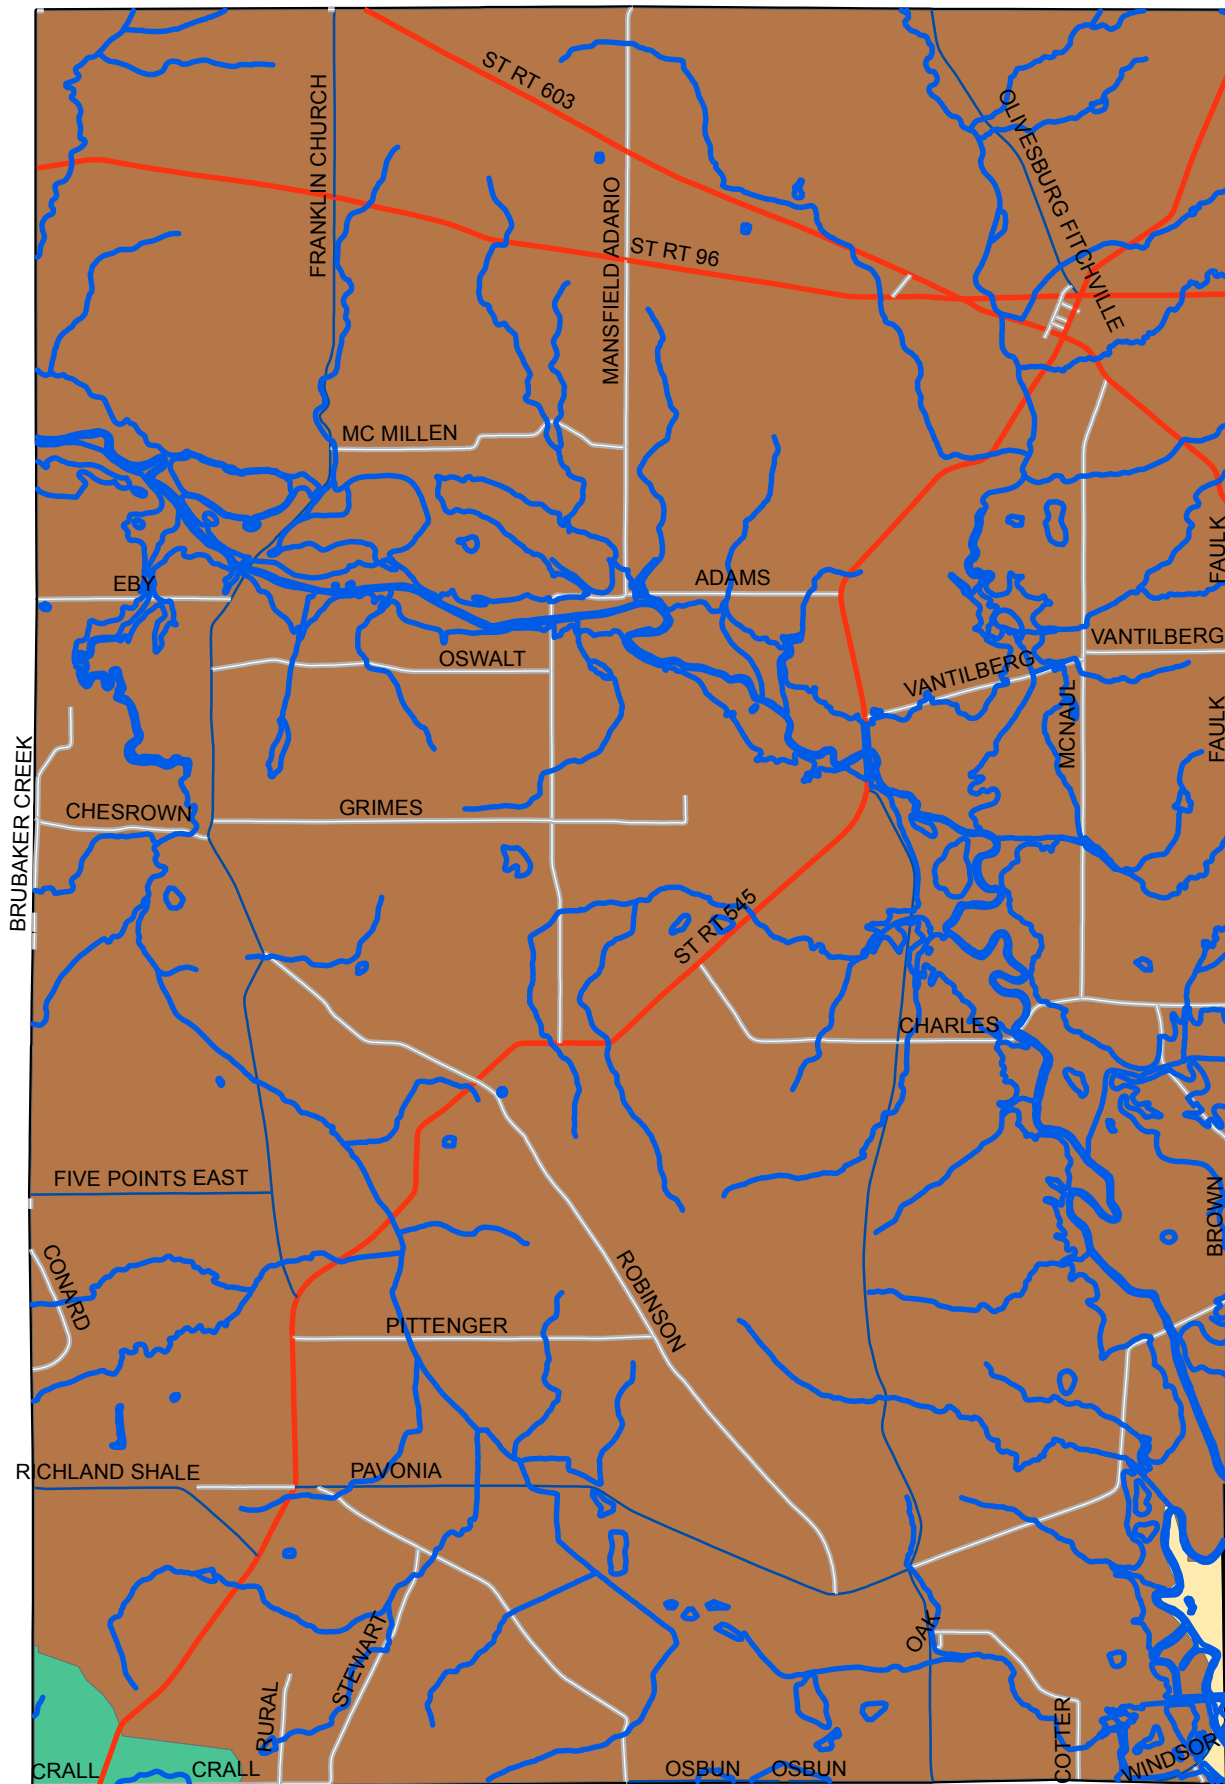 ST RT 603
FRANKLIN CHURCH
OLIVESBURG FITCHVILLE
MANSFIELD ADARIO
ST RT 96
MC MILLEN
FAULK
EBY
ADAMS
VANTILBERG
OSWALT
VANTILBERG
MCNAUL
FAULK
BRUBAKER CREEK
CHESROWN
GRIMES
ST RT 545
CHARLES
FIVE POINTS EAST
BROWN
CONARD
ROBINSON
PITTENGER
RICHLAND SHALE
PAVONIA
OAK
STEWART
RURAL
COTTER
CRALL
CRALL
OSBUN
OSBUN
WINDSOR